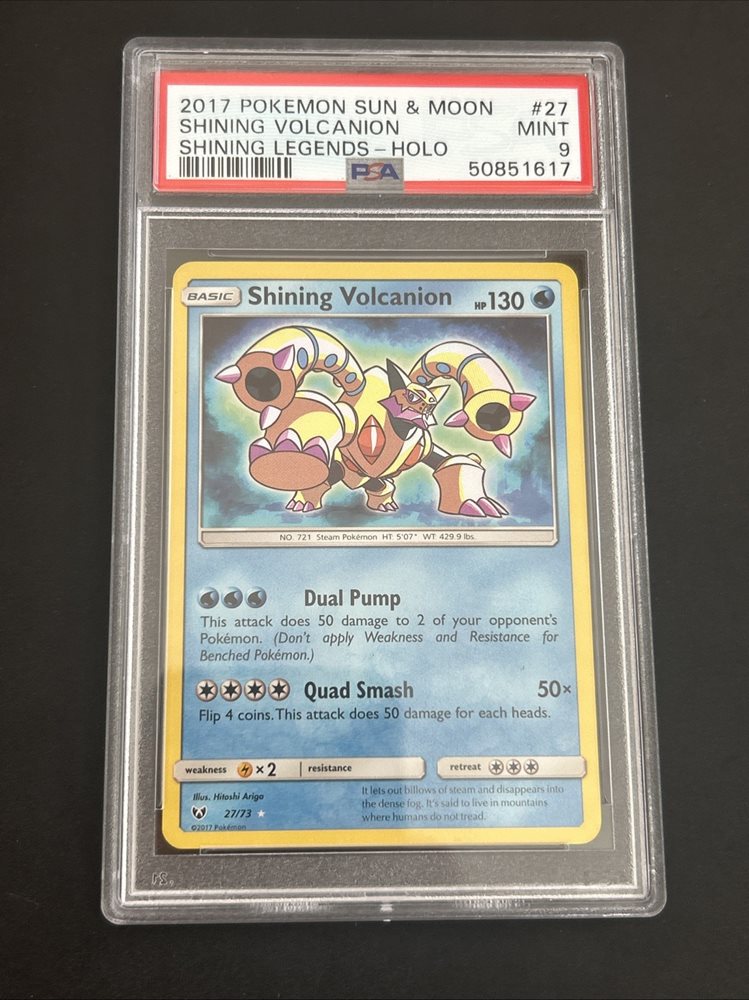 2017 POKEMON SUN & MOON #27
SHINING VOLCANION MINT
SHINING LEGENDS - HOLO 9
PSA 50851617
BASIC Shining Volcanion HP 130
NO. 721 Steam Pokémon HT: 5'07" WT: 429.9 lbs.
Dual Pump
This attack does 50 damage to 2 of your opponent's
Pokémon. (Don't apply Weakness and Resistance for
Benched Pokémon.)
Quad Smash 50×
Flip 4 coins. This attack does 50 damage for each heads.
weakness ×2 resistance retreat
Illus. Hitoshi Ariga
27/73
©2017 Pokémon
It lets out billows of steam and disappears into
the dense fog. It's said to live in mountains
where humans do not tread.